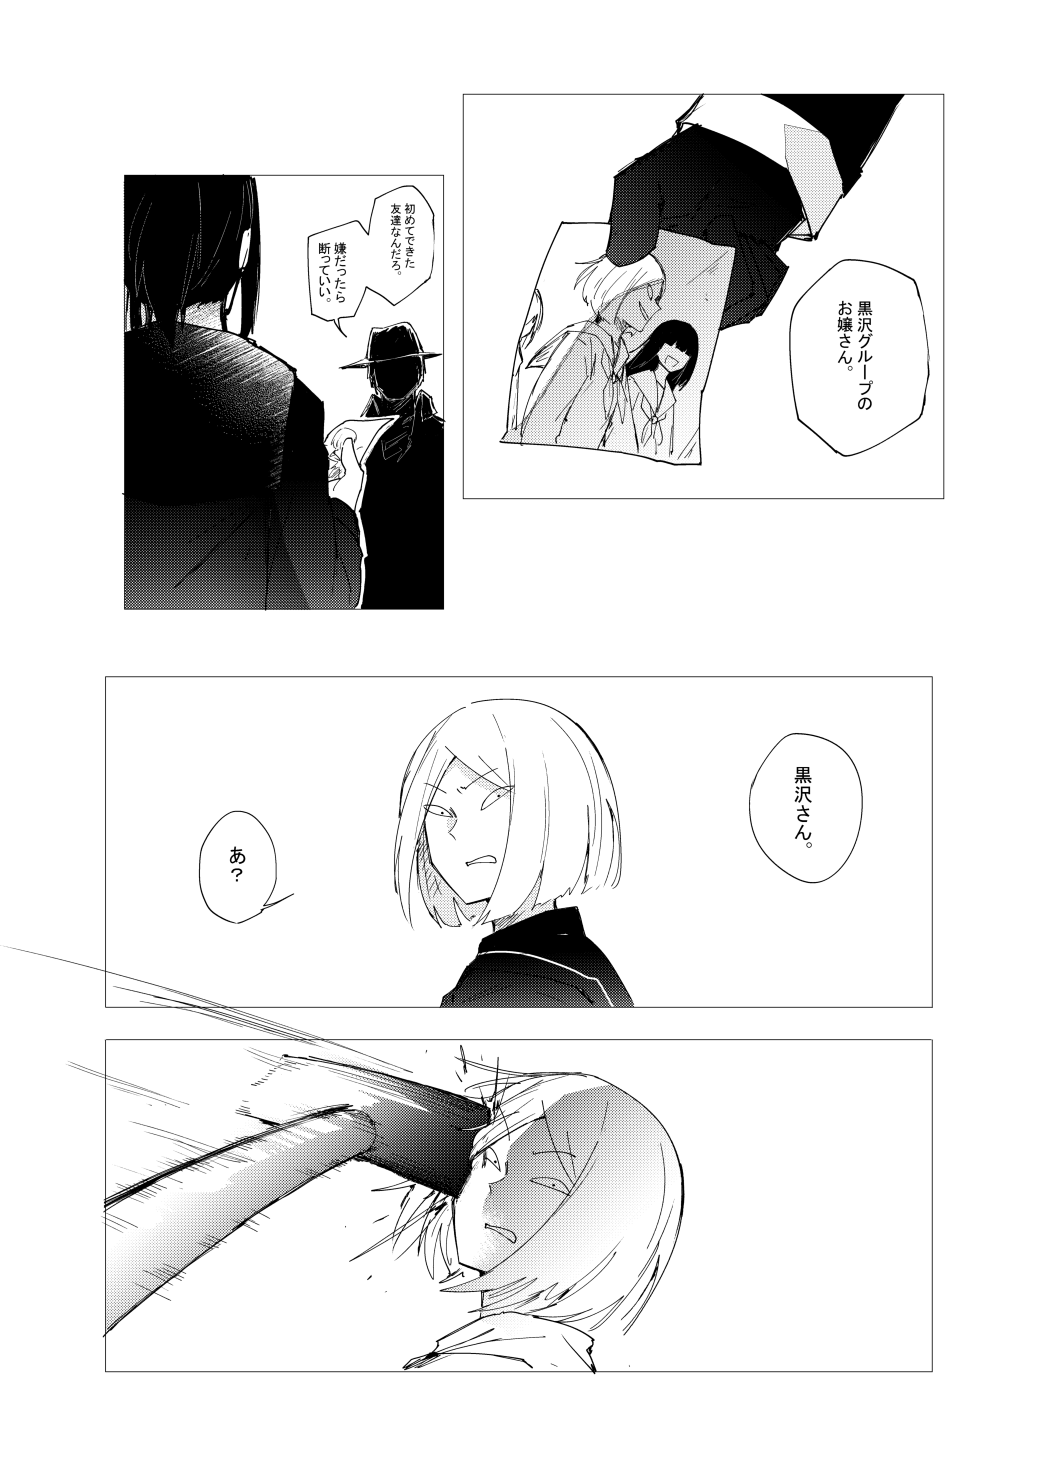 黒沢グループの
お嬢さん。
初めてできた
友達なんだろ。
嫌だったら
断っていい。
黒沢さん。
あ？